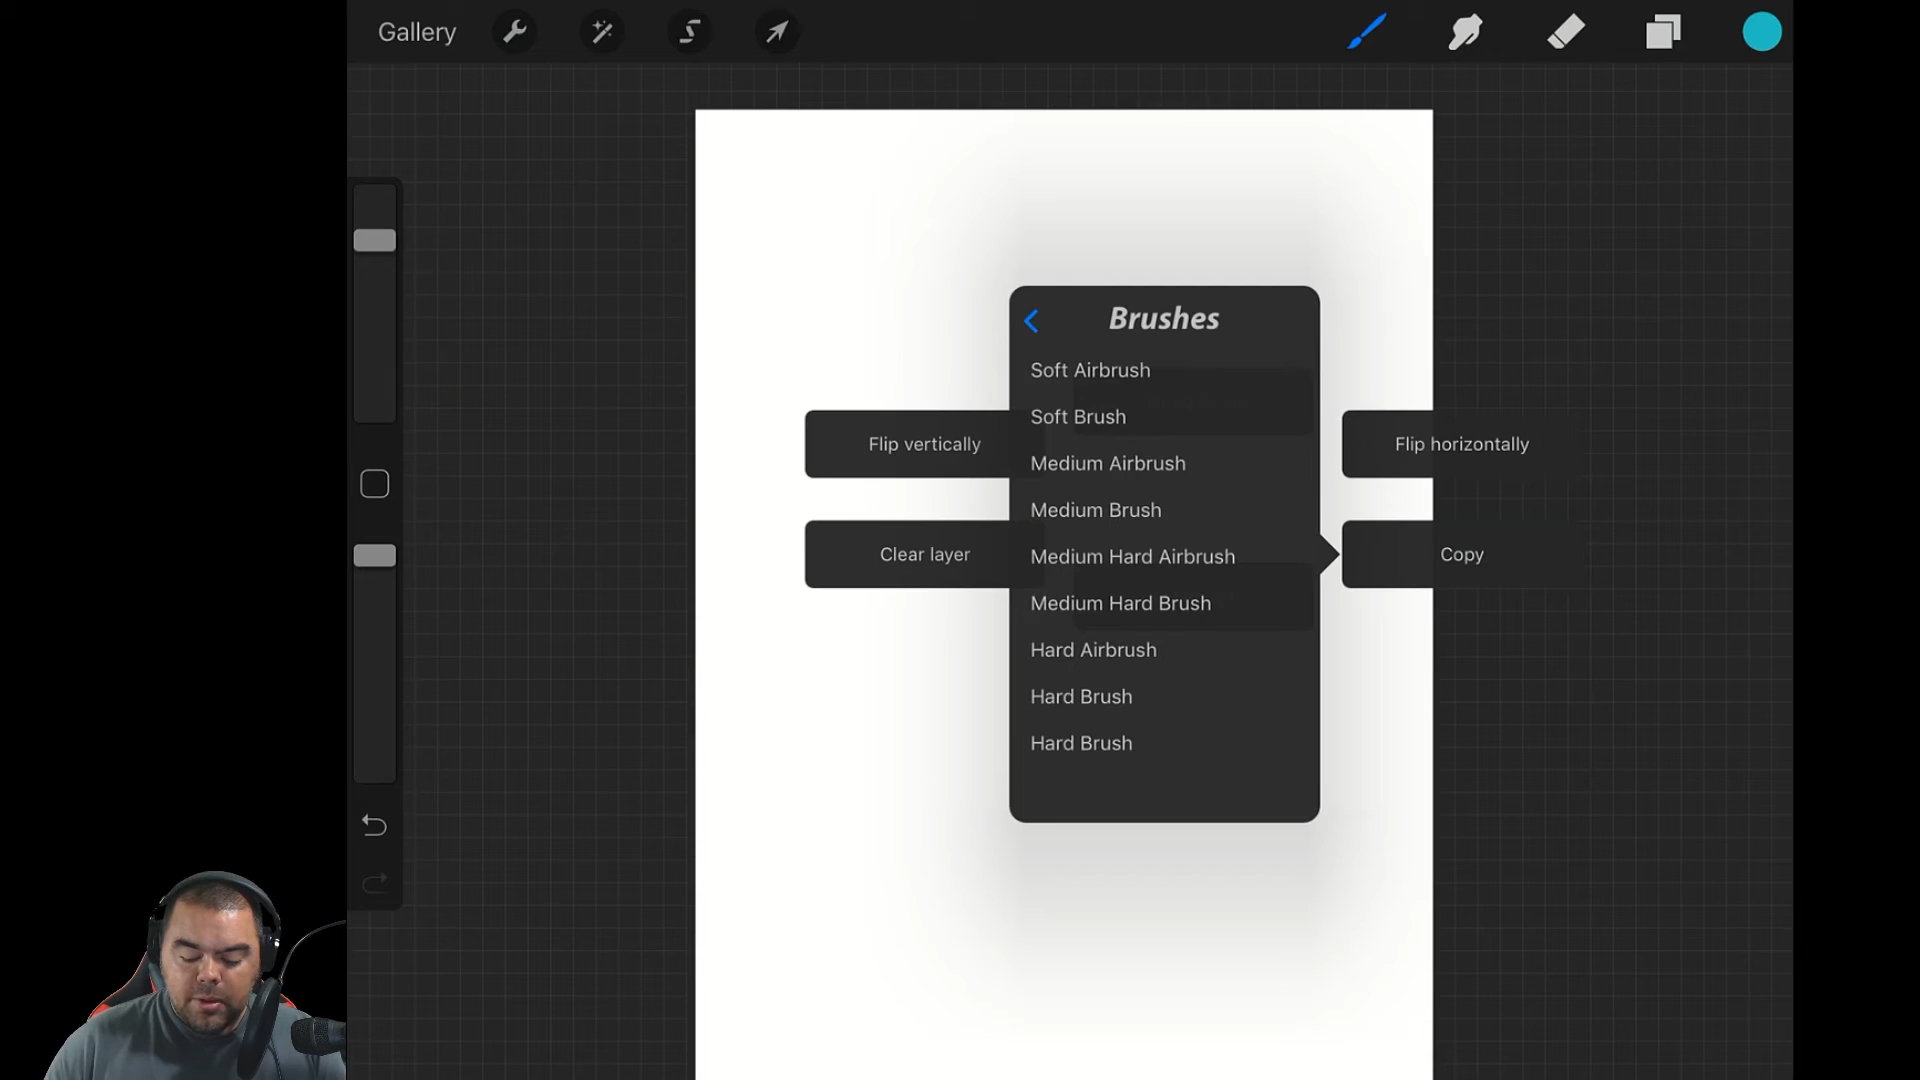 Gallery
Brushes
Soft Airbrush
Soft Brush
Flip vertically
Flip horizontally
Medium Airbrush
Medium Brush
Clear layer
Medium Hard Airbrush
Copy
Medium Hard Brush
Hard Airbrush
Hard Brush
Hard Brush